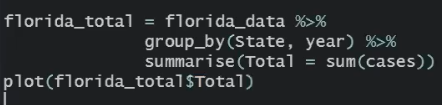 florida_total = florida_data %>%
group_by(State, year) %>%
summarise(Total = sum(cases))
plot(florida_total$Total)